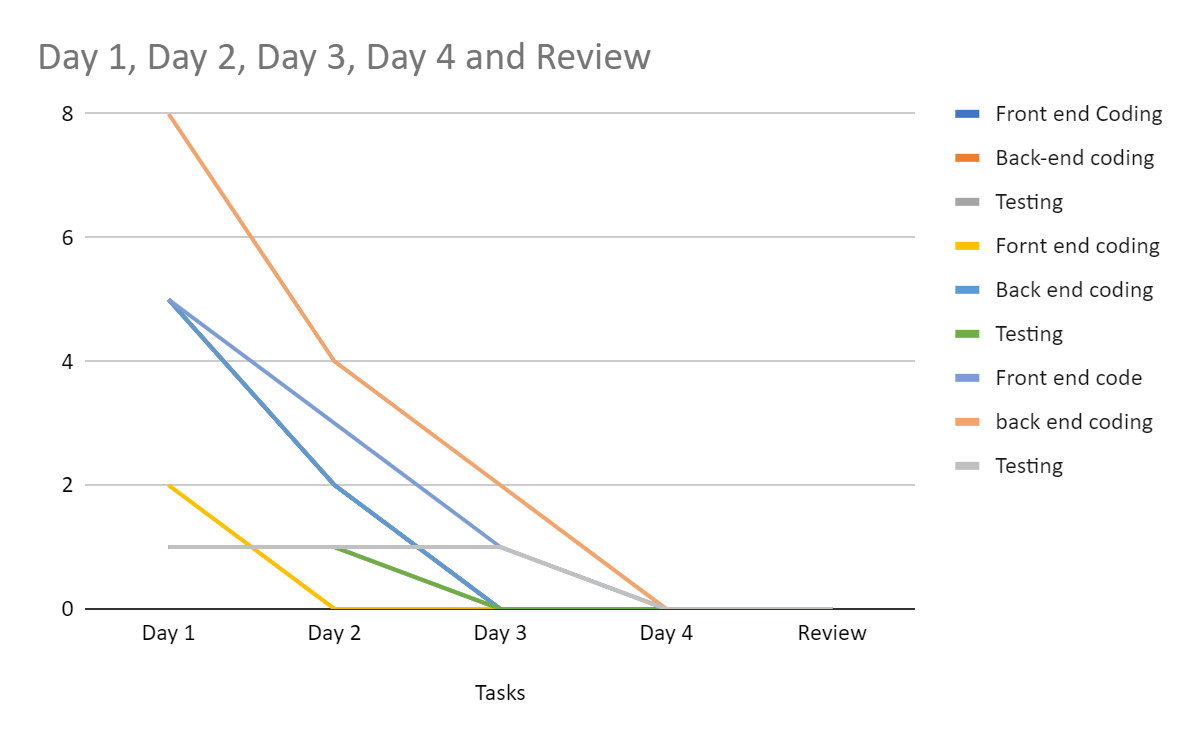 Day 1, Day 2, Day 3, Day 4 and Review
8
6
4
2
0
Day 1 Day 2 Day 3 Day 4 Review
Tasks
Front end Coding
Back-end coding
Testing
Fornt end coding
Back end coding
Testing
Front end code
back end coding
Testing